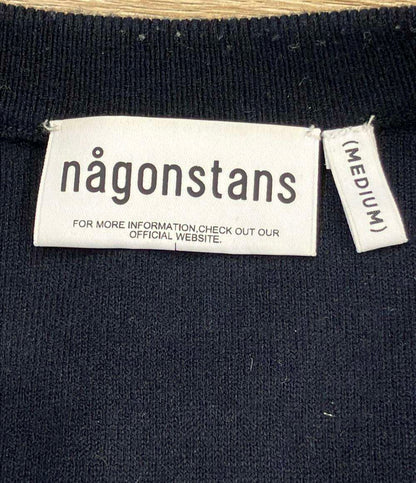 någonstans
FOR MORE INFORMATION,CHECK OUT OUR
OFFICIAL WEBSITE.
(MEDIUM)